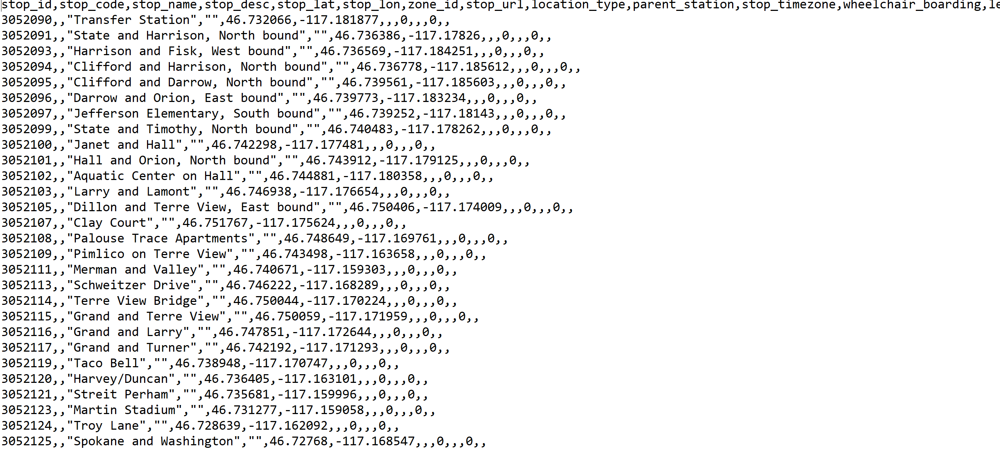 stop_id,stop_code,stop_name,stop_desc,stop_lat,stop_lon,zone_id,stop_url,location_type,parent_station,stop_timezone,wheelchair_boarding,le
3052090,,"Transfer Station","",46.732066,-117.181877,,,0,,,0,,
3052091,,"State and Harrison, North bound","",46.736386,-117.17826,,,0,,,0,,
3052093,,"Harrison and Fisk, West bound","",46.736569,-117.184251,,,0,,,0,,
3052094,,"Clifford and Harrison, North bound","",46.736778,-117.185612,,,0,,,0,,
3052095,,"Clifford and Darrow, North bound","",46.739561,-117.185603,,,0,,,0,,
3052096,,"Darrow and Orion, East bound","",46.739773,-117.183234,,,0,,,0,,
3052097,,"Jefferson Elementary, South bound","",46.739252,-117.18143,,,0,,,0,,
3052099,,"State and Timothy, North bound","",46.740483,-117.178262,,,0,,,0,,
3052100,,"Janet and Hall","",46.742298,-117.177481,,,0,,,0,,
3052101,,"Hall and Orion, North bound","",46.743912,-117.179125,,,0,,,0,,
3052102,,"Aquatic Center on Hall","",46.744881,-117.180358,,,0,,,0,,
3052103,,"Larry and Lamont","",46.746938,-117.176654,,,0,,,0,,
3052105,,"Dillon and Terre View, East bound","",46.750406,-117.174009,,,0,,,0,,
3052107,,"Clay Court","",46.751767,-117.175624,,,0,,,0,,
3052108,,"Palouse Trace Apartments","",46.748649,-117.169761,,,0,,,0,,
3052109,,"Pimlico on Terre View","",46.743498,-117.163658,,,0,,,0,,
3052111,,"Merman and Valley","",46.740671,-117.159303,,,0,,,0,,
3052113,,"Schweitzer Drive","",46.746222,-117.168289,,,0,,,0,,
3052114,,"Terre View Bridge","",46.750044,-117.170224,,,0,,,0,,
3052115,,"Grand and Terre View","",46.750059,-117.171959,,,0,,,0,,
3052116,,"Grand and Larry","",46.747851,-117.172644,,,0,,,0,,
3052117,,"Grand and Turner","",46.742192,-117.171293,,,0,,,0,,
3052119,,"Taco Bell","",46.738948,-117.170747,,,0,,,0,,
3052120,,"Harvey/Duncan","",46.736405,-117.163101,,,0,,,0,,
3052121,,"Streit Perham","",46.735681,-117.159996,,,0,,,0,,
3052123,,"Martin Stadium","",46.731277,-117.159058,,,0,,,0,,
3052124,,"Troy Lane","",46.728639,-117.162092,,,0,,,0,,
3052125,,"Spokane and Washington","",46.72768,-117.168547,,,0,,,0,,